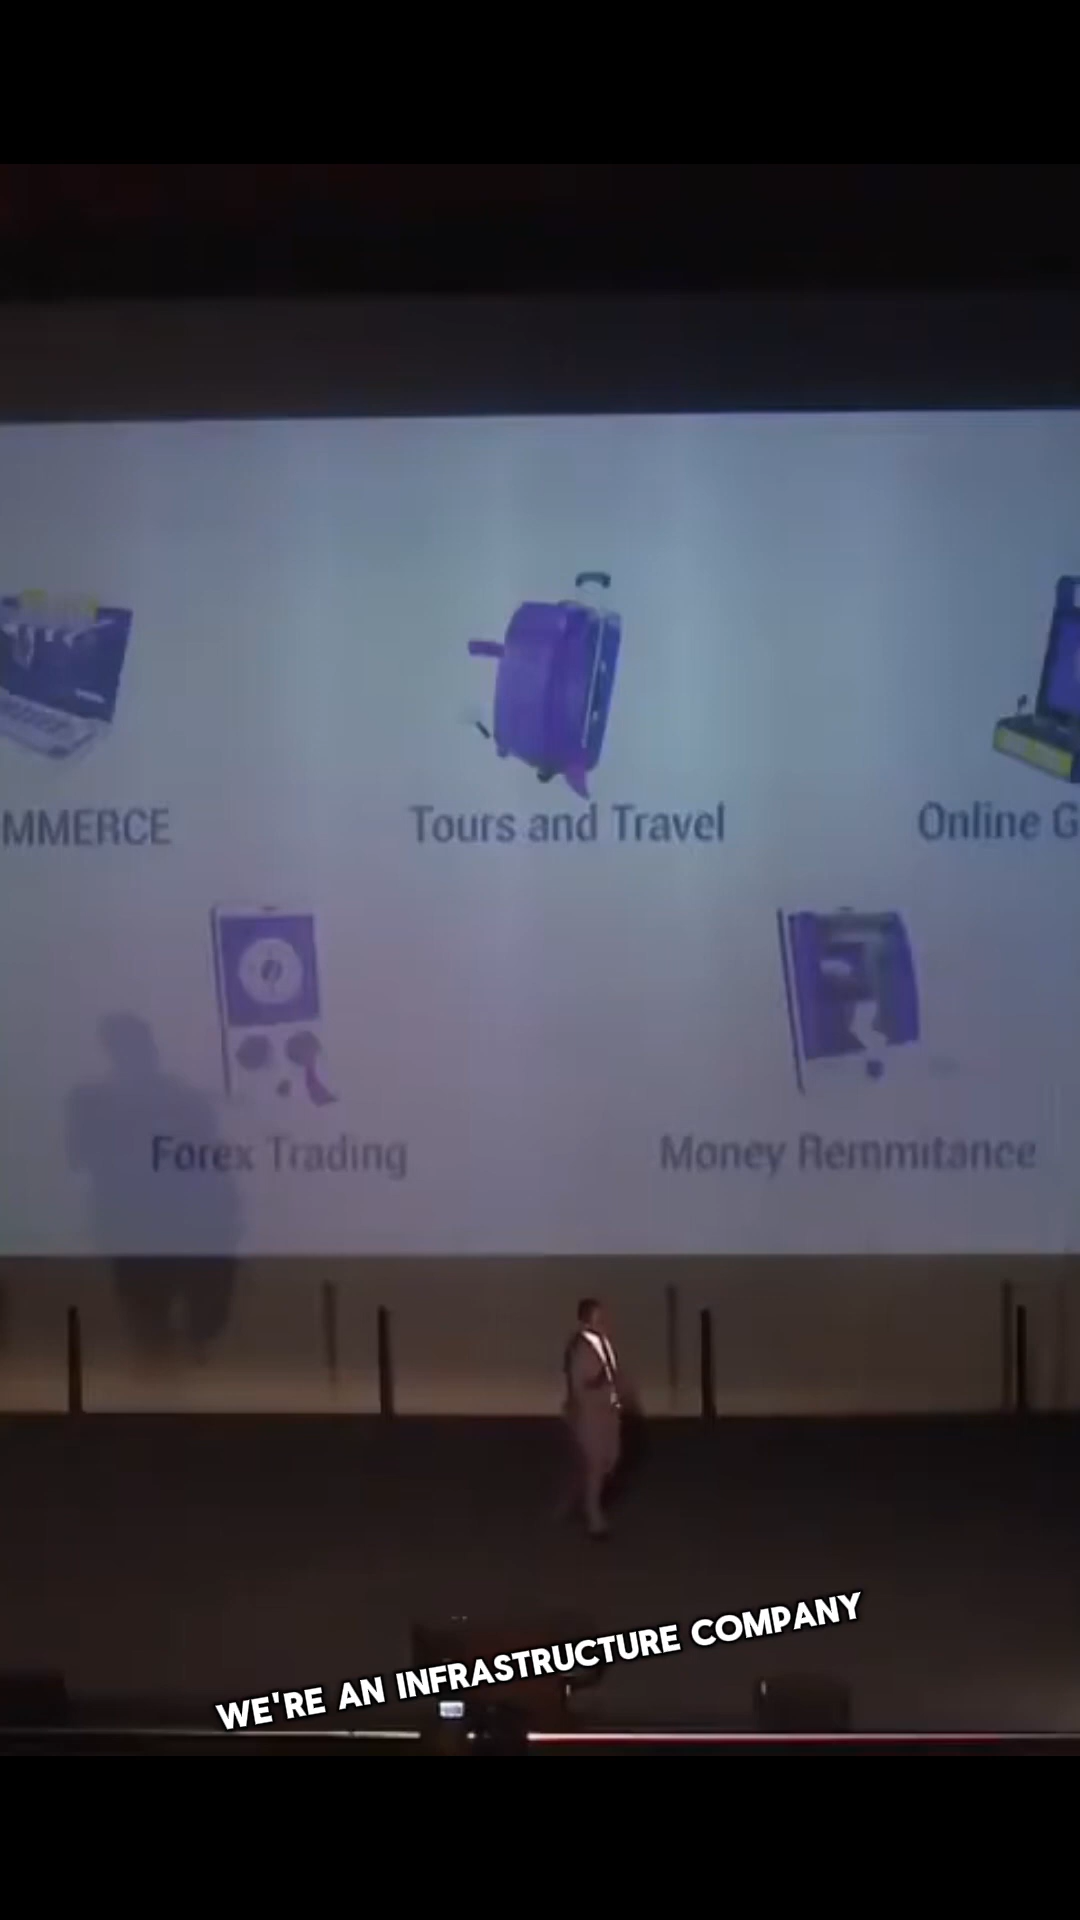 MMERCE
Tours and Travel
Online G
Forex Trading
Money Remmitance
WE'RE AN INFRASTRUCTURE COMPANY